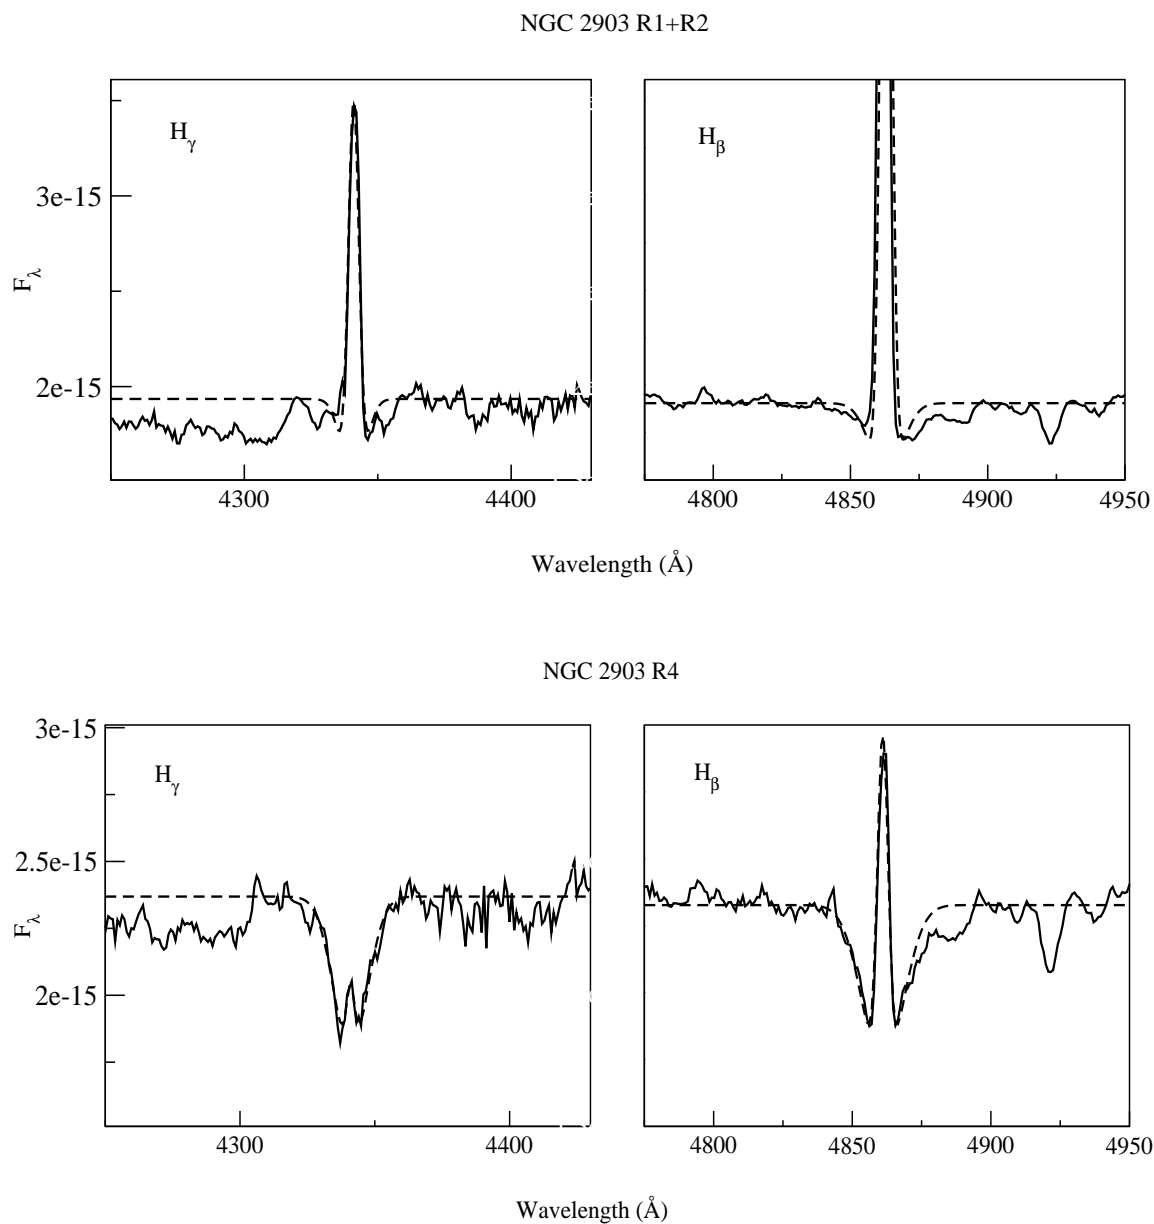 NGC 2903 R1+R2
Hγ
Hβ
3e-15
2e-15
Fλ
4300 4400 4800 4850 4900 4950
Wavelength (Å)
NGC 2903 R4
3e-15
Hγ
Hβ
2.5e-15
Fλ
2e-15
4300 4400 4800 4850 4900 4950
Wavelength (Å)